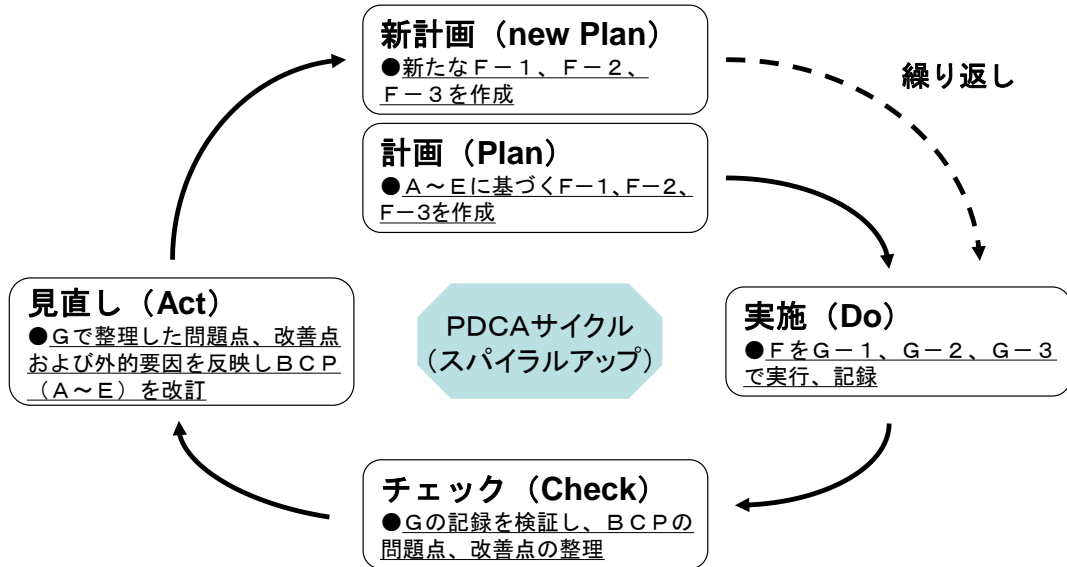 新計画（new Plan）
●新たなＦ－１、Ｆ－２、
Ｆ－３を作成
繰り返し
計画（Plan）
●Ａ～Ｅに基づくＦ－１、Ｆ－２、
Ｆ－３を作成
見直し（Act）
●Ｇで整理した問題点、改善点
および外的要因を反映しＢＣＰ
（Ａ～Ｅ）を改訂
PDCAサイクル
（スパイラルアップ）
実施（Do）
●ＦをＧ－１、Ｇ－２、Ｇ－３
で実行、記録
チェック（Check）
●Ｇの記録を検証し、ＢＣＰの
問題点、改善点の整理